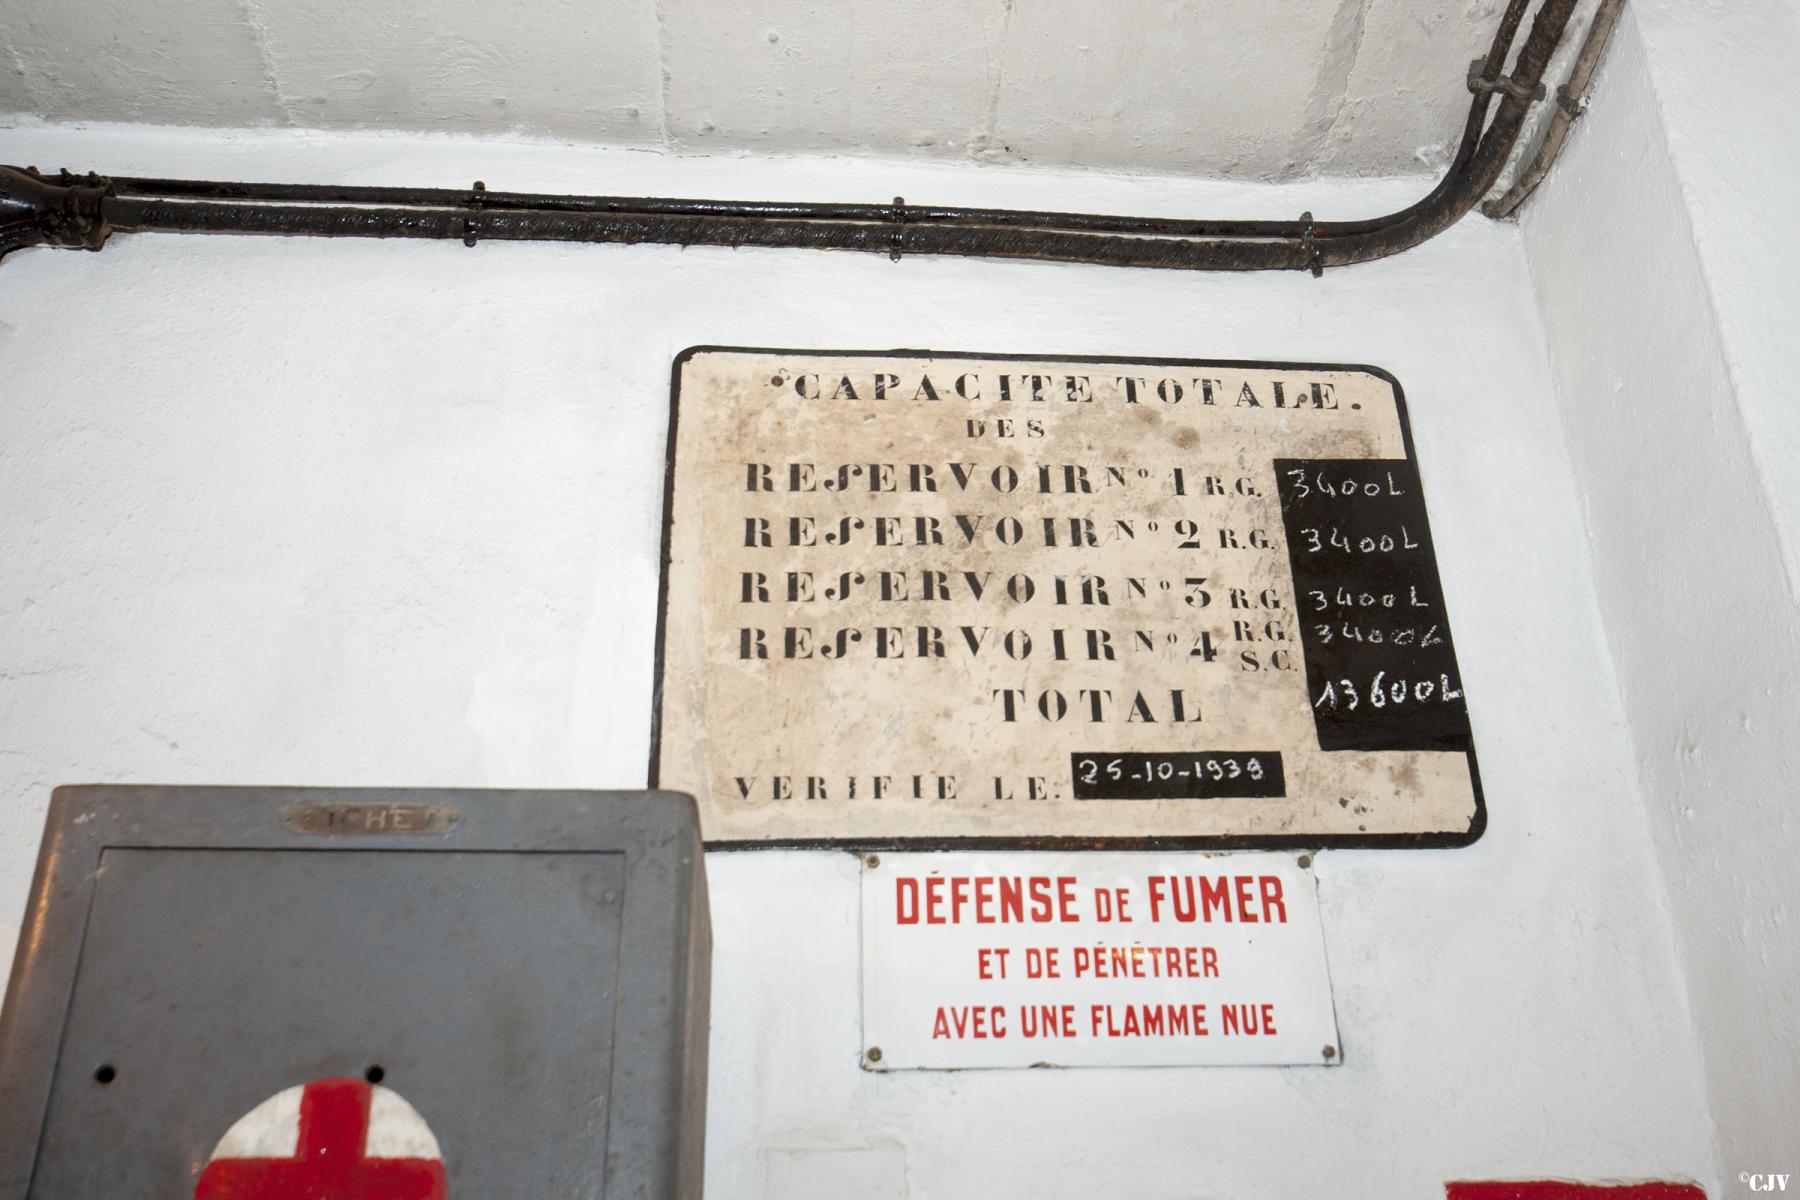 CAPACITE TOTALE.
DES
RESERVOIR Nº 1 R.G. 3400L
RESERVOIR Nº 2 R.G. 3400L
RESERVOIR Nº 3 R.G. 3400L
RESERVOIR Nº 4 R.G. S.C. 3400L
TOTAL 13600L
VERIFIE LE. 25-10-1939
DÉFENSE DE FUMER
ET DE PÉNÉTRER
AVEC UNE FLAMME NUE
©CJV